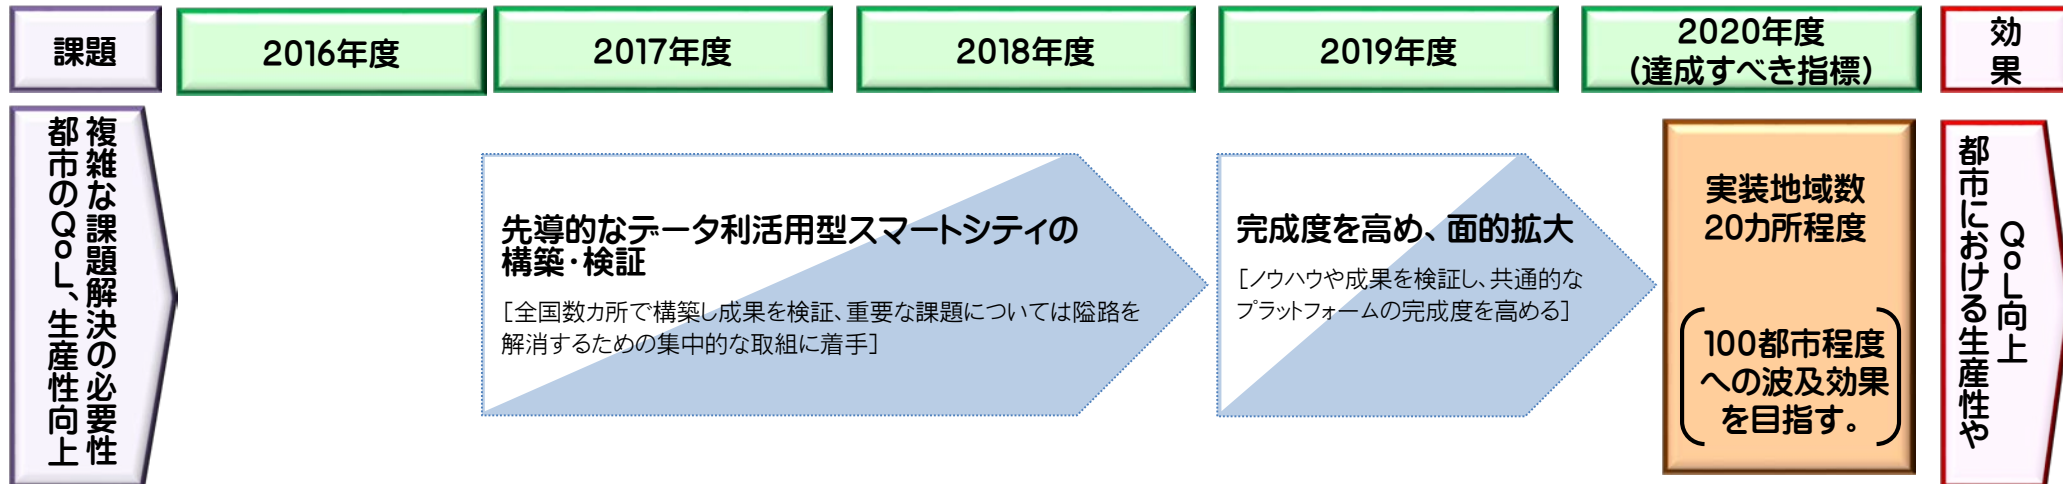 課題
2016年度
2017年度
2018年度
2019年度
2020年度
(達成すべき指標)
効
果
複雑な課題解決の必要性
都市のQoL、生産性向上
先導的なデータ利活用型スマートシティの
構築・検証
[全国数カ所で構築し成果を検証、重要な課題については隘路を
解消するための集中的な取組に着手]
完成度を高め、面的拡大
[ノウハウや成果を検証し、共通的な
プラットフォームの完成度を高める]
実装地域数
20カ所程度
100都市程度
への波及効果
を目指す。
都市における生産性や
QoL向上